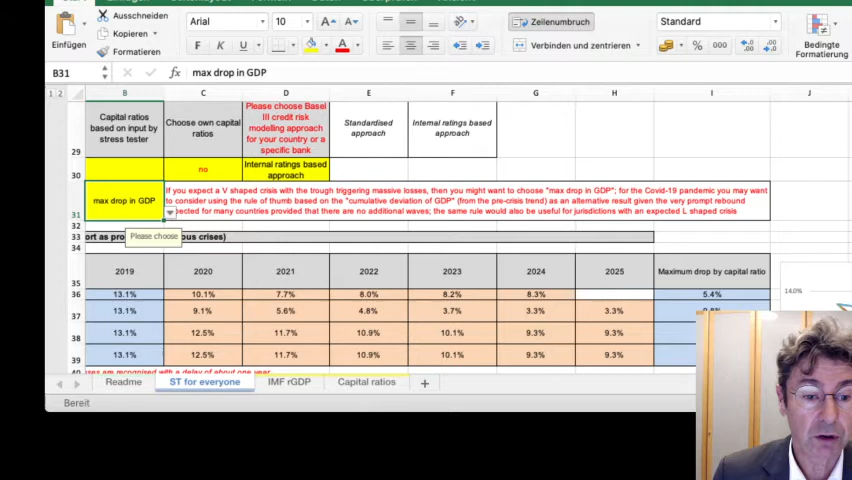 Ausschneiden
Kopieren
Formatieren
Einfügen
Arial
10
A
A
F
K
U
A
Zeilenumbruch
Verbinden und zentrieren
Standard
%
000
Bedingte
Formatierung
B31
fx
max drop in GDP
1
2
B
C
D
E
F
G
H
I
J
Capital ratios
based on input by
stress tester
Choose own capital
ratios
Please choose Basel
III credit risk
modelling approach
for your country or a
specific bank
Standardised
approach
Internal ratings based
approach
29
no
Internal ratings based
approach
30
max drop in GDP
If you expect a V shaped crisis with the trough triggering massive losses, then you might want to choose "max drop in GDP"; for the Covid-19 pandemic you may want
to consider using the rule of thumb based on the "cumulative deviation of GDP" (from the pre-crisis trend) as an alternative result given the very prompt rebound
pected for many countries provided that there are no additional waves; the same rule would also be useful for jurisdictions with an expected L shaped crisis
31
32
Please choose
33
34
2019
2020
2021
2022
2023
2024
2025
Maximum drop by capital ratio
35
36
13.1%
10.1%
7.7%
8.0%
8.2%
8.3%
5.4%
14,0%
37
13.1%
9.1%
5.6%
4.8%
3.7%
3.3%
3.3%
38
13.1%
12.5%
11.7%
10.9%
10.1%
9.3%
9.3%
39
13.1%
12.5%
11.7%
10.9%
10.1%
9.3%
9.3%
Readme
ST for everyone
IMF rGDP
Capital ratios
+
Bereit